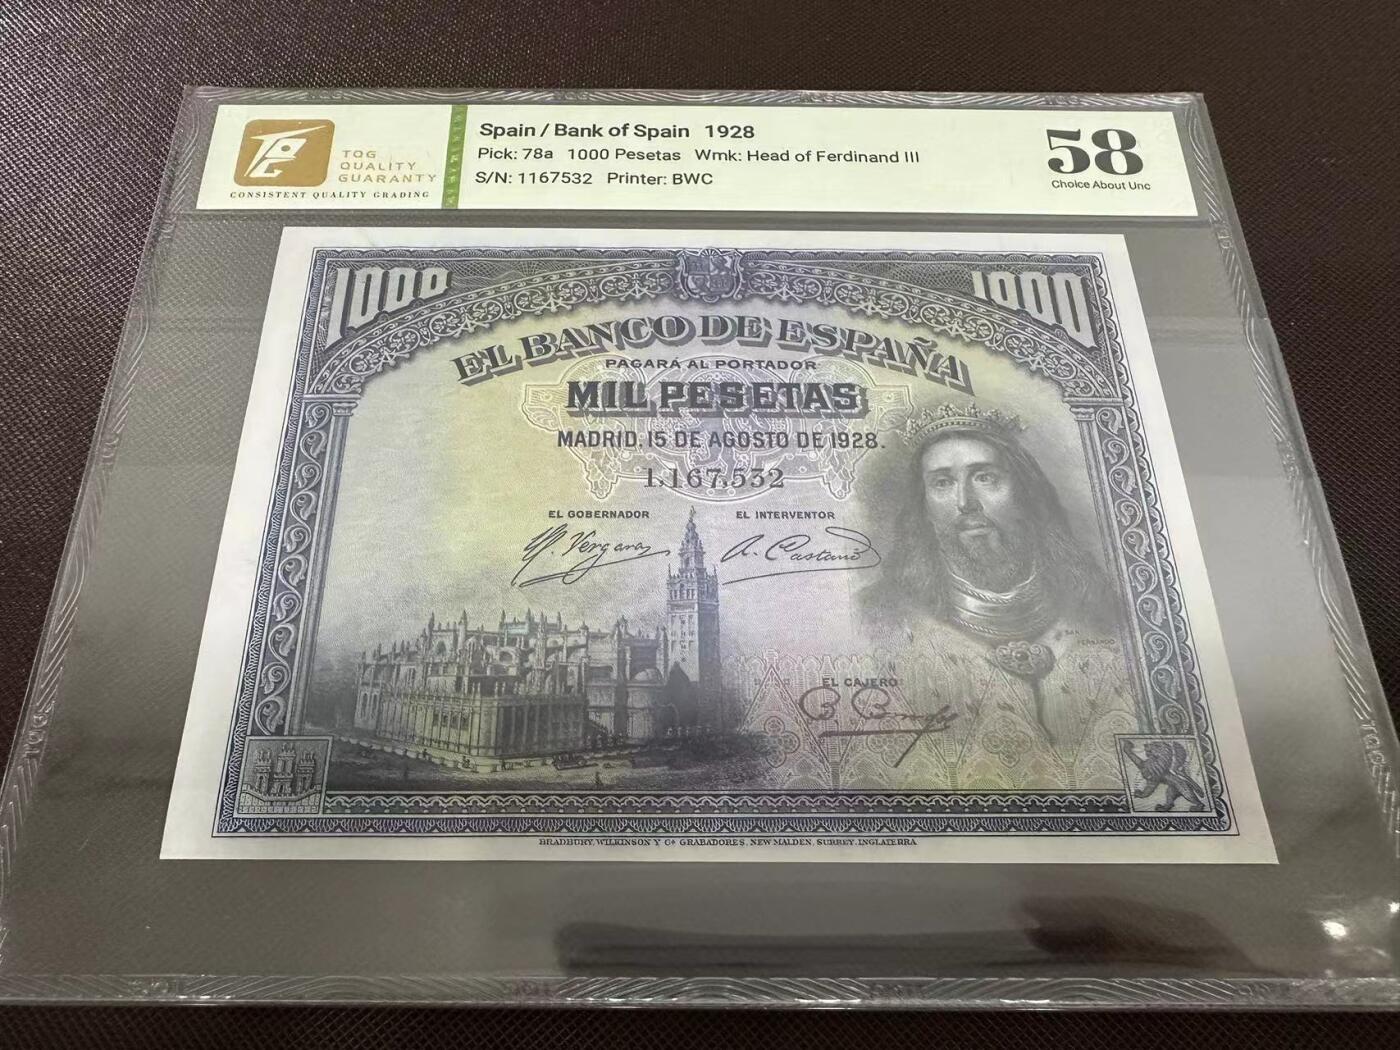 TQG
QUALITY
GUARANTY
CONSISTENT QUALITY GRADING
Spain / Bank of Spain 1928
Pick: 78a 1000 Pesetas Wmk: Head of Ferdinand III
S/N: 1167532 Printer: BWC
58
Choice About Unc
1000 1000
EL BANCO DE ESPAÑA
PAGARÁ AL PORTADOR
MIL PESETAS
MADRID, 15 DE AGOSTO DE 1928.
1,167,532
EL GOBERNADOR EL INTERVENTOR
SAN
FERNANDO
EL CAJERO
BRADBURY, WILKINSON Y Cª GRABADORES, NEW MALDEN, SURREY, INGLATERRA